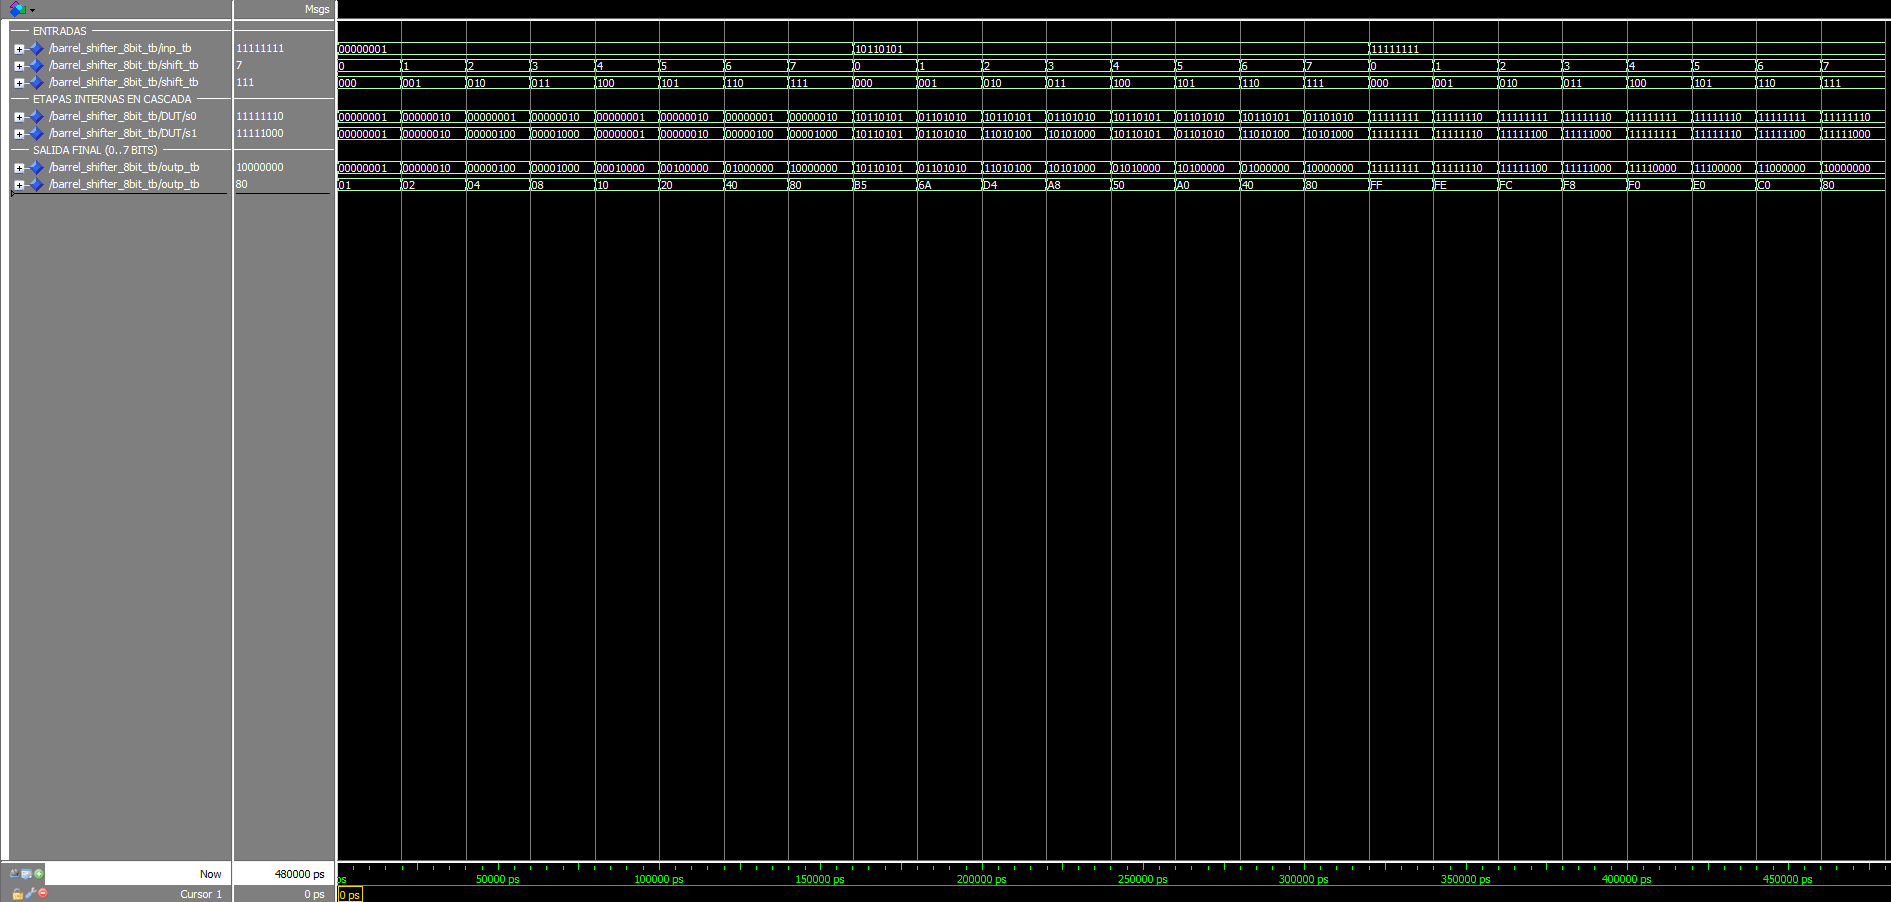 Msgs
ENTRADAS
/barrel_shifter_8bit_tb/inp_tb 11111111 00000001 10110101 11111111
/barrel_shifter_8bit_tb/shift_tb 7 0 1 2 3 4 5 6 7 0 1 2 3 4 5 6 7 0 1 2 3 4 5 6 7
/barrel_shifter_8bit_tb/shift_tb 111 000 001 010 011 100 101 110 111 000 001 010 011 100 101 110 111 000 001 010 011 100 101 110 111
ETAPAS INTERNAS EN CASCADA
/barrel_shifter_8bit_tb/DUT/s0 11111110 00000001 00000010 00000001 00000010 00000001 00000010 00000001 00000010 10110101 01101010 10110101 01101010 10110101 01101010 10110101 01101010 11111111 11111110 11111111 11111110 11111111 11111110 11111111 11111110
/barrel_shifter_8bit_tb/DUT/s1 11111000 00000001 00000010 00000100 00001000 00000001 00000010 00000100 00001000 10110101 01101010 11010100 10101000 10110101 01101010 11010100 10101000 11111111 11111110 11111100 11111000 11111111 11111110 11111100 11111000
SALIDA FINAL (0..7 BITS)
/barrel_shifter_8bit_tb/outp_tb 10000000 00000001 00000010 00000100 00001000 00010000 00100000 01000000 10000000 10110101 01101010 11010100 10101000 01010000 10100000 01000000 10000000 11111111 11111110 11111100 11111000 11110000 11100000 11000000 10000000
/barrel_shifter_8bit_tb/outp_tb 80 01 02 04 08 10 20 40 80 B5 6A D4 A8 50 A0 40 80 FF FE FC F8 F0 E0 C0 80
Now 480000 ps ps 50000 ps 100000 ps 150000 ps 200000 ps 250000 ps 300000 ps 350000 ps 400000 ps 450000 ps
Cursor 1 0 ps 0 ps